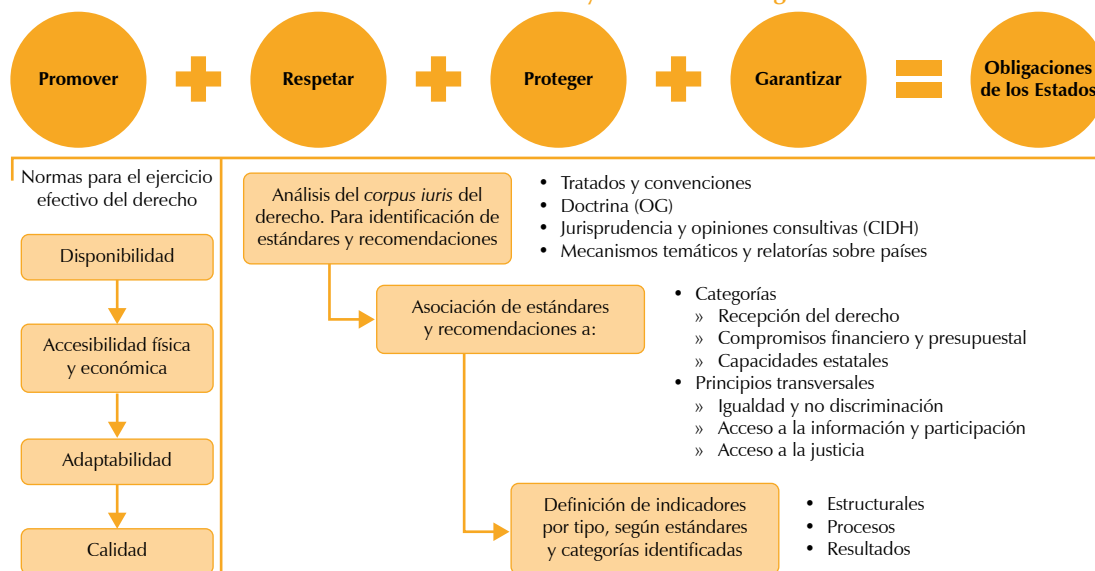 Promover
Respetar
Proteger
Garantizar
Obligaciones
de los Estados
Normas para el ejercicio
efectivo del derecho
Disponibilidad
Accesibilidad física
y económica
Adaptabilidad
Calidad
Análisis del corpus iuris del
derecho. Para identificación de
estándares y recomendaciones
• Tratados y convenciones
• Doctrina (OG)
• Jurisprudencia y opiniones consultivas (CIDH)
• Mecanismos temáticos y relatorías sobre países
Asociación de estándares
y recomendaciones a:
• Categorías
» Recepción del derecho
» Compromisos financiero y presupuestal
» Capacidades estatales
• Principios transversales
» Igualdad y no discriminación
» Acceso a la información y participación
» Acceso a la justicia
Definición de indicadores
por tipo, según estándares
y categorías identificadas
• Estructurales
• Procesos
• Resultados